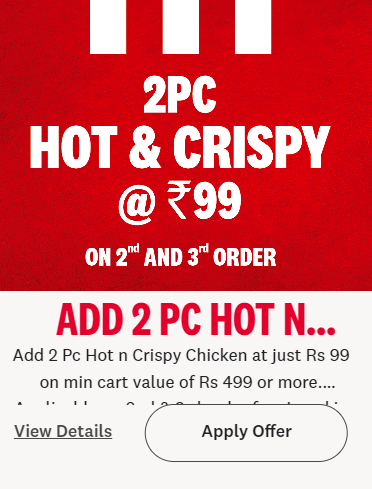 2PC
HOT & CRISPY
@ ₹99
ON 2nd AND 3rd ORDER
ADD 2 PC HOT N...
Add 2 Pc Hot n Crispy Chicken at just Rs 99
on min cart value of Rs 499 or more....
View Details
Apply Offer